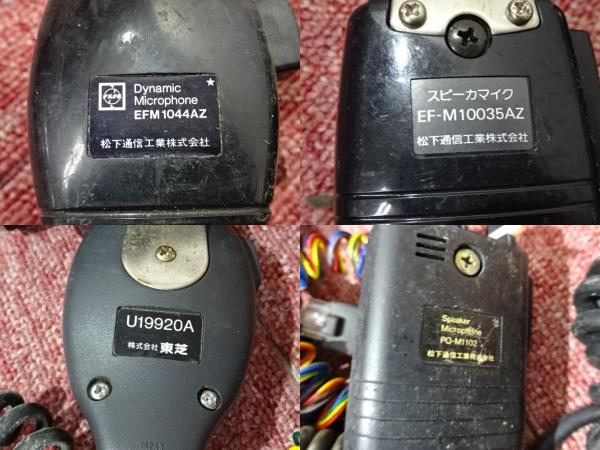 Dynamic
Microphone
EFM1044AZ
松下通信工業株式会社
スピーカマイク
EF-M10035AZ
松下通信工業株式会社
U19920A
株式会社 東芝
JAPAN
Speaker
Microphone
PQ-M1102
松下通信工業株式会社